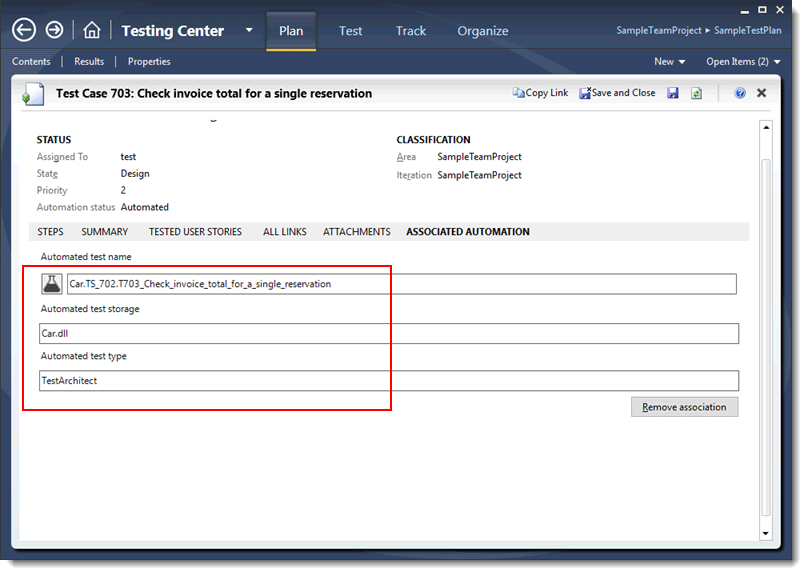 Testing Center Plan Test Track Organize SampleTeamProject ▸ SampleTestPlan
Contents Results Properties New Open Items (2)
Test Case 703: Check invoice total for a single reservation Copy Link Save and Close
STATUS CLASSIFICATION
Assigned To test Area SampleTeamProject
State Design Iteration SampleTeamProject
Priority 2
Automation status Automated
STEPS SUMMARY TESTED USER STORIES ALL LINKS ATTACHMENTS ASSOCIATED AUTOMATION
Automated test name
Car.TS_702.T703_Check_invoice_total_for_a_single_reservation
Automated test storage
Car.dll
Automated test type
TestArchitect
Remove association